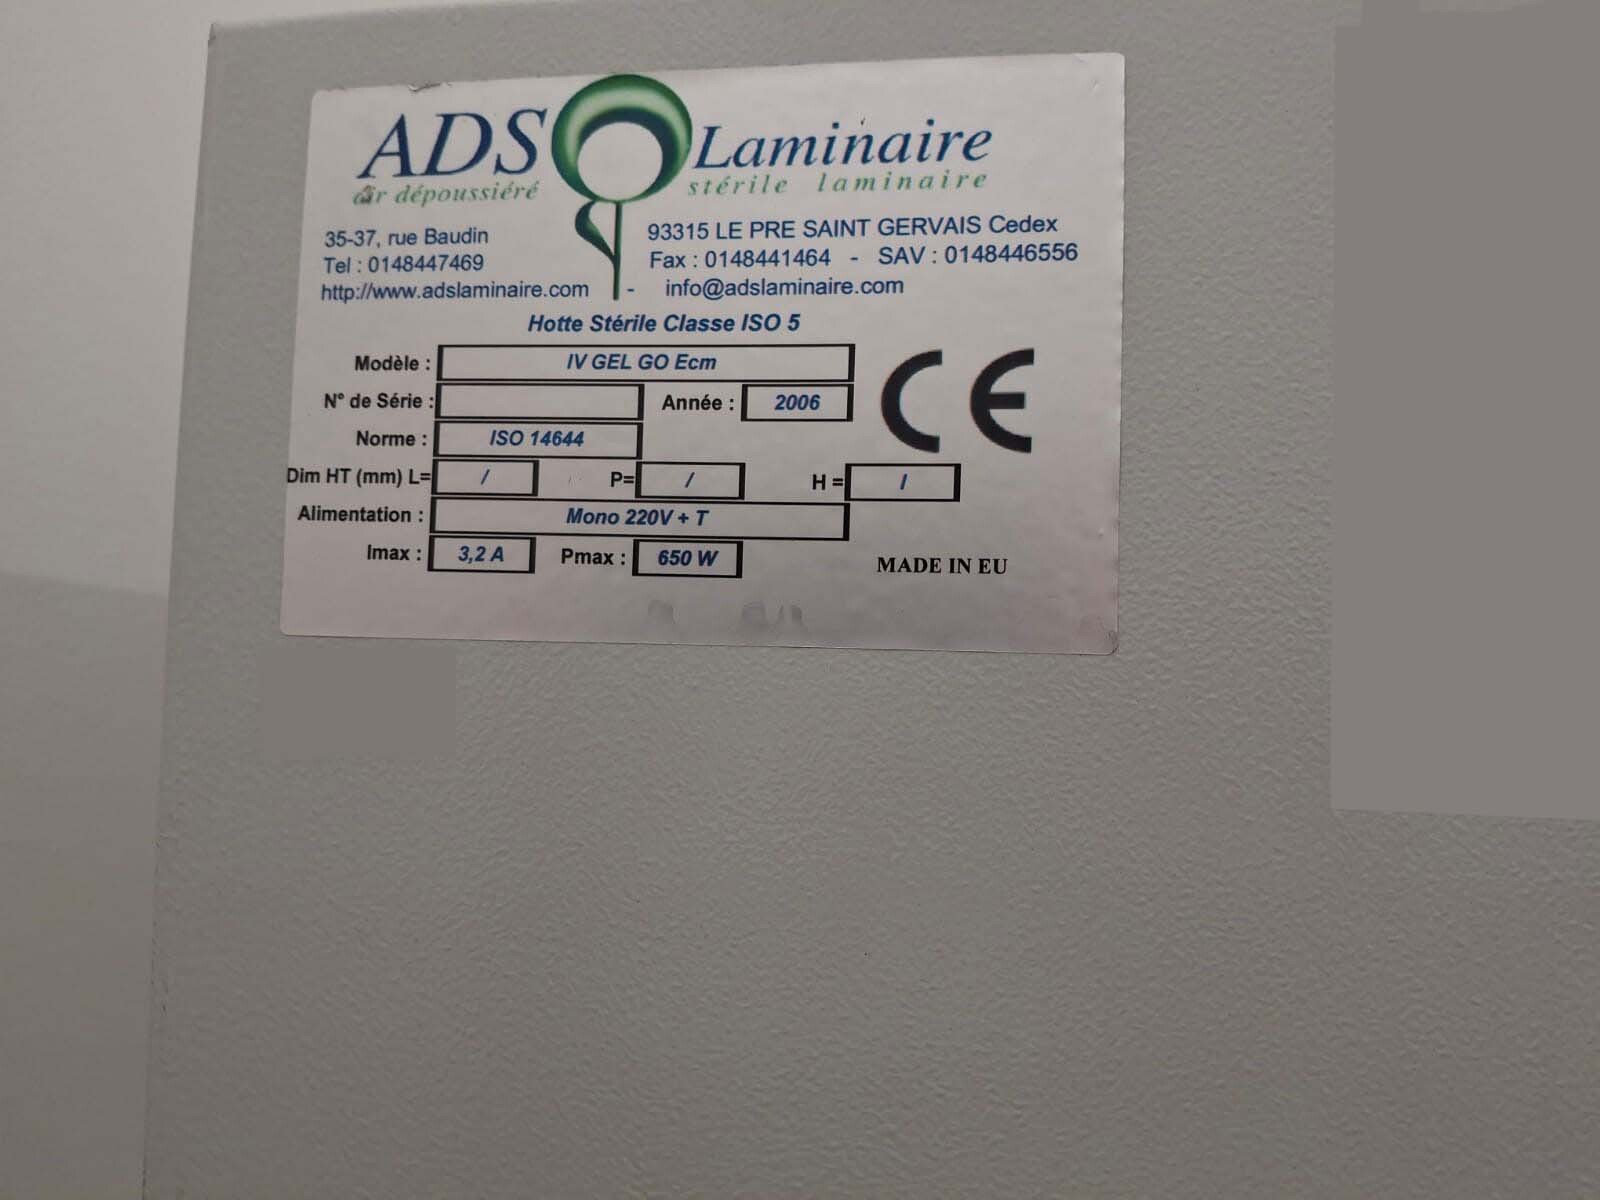 ADS Laminaire
air dépoussiéré stérile laminaire
35-37, rue Baudin 93315 LE PRE SAINT GERVAIS Cedex
Tel : 0148447469 Fax : 0148441464 - SAV : 0148446556
http://www.adslaminaire.com - info@adslaminaire.com
Hotte Stérile Classe ISO 5
Modèle : IV GEL GO Ecm
N° de Série : Année : 2006
Norme : ISO 14644
Dim HT (mm) L= / P= / H = /
Alimentation : Mono 220V + T
Imax : 3,2 A Pmax : 650 W
CE
MADE IN EU